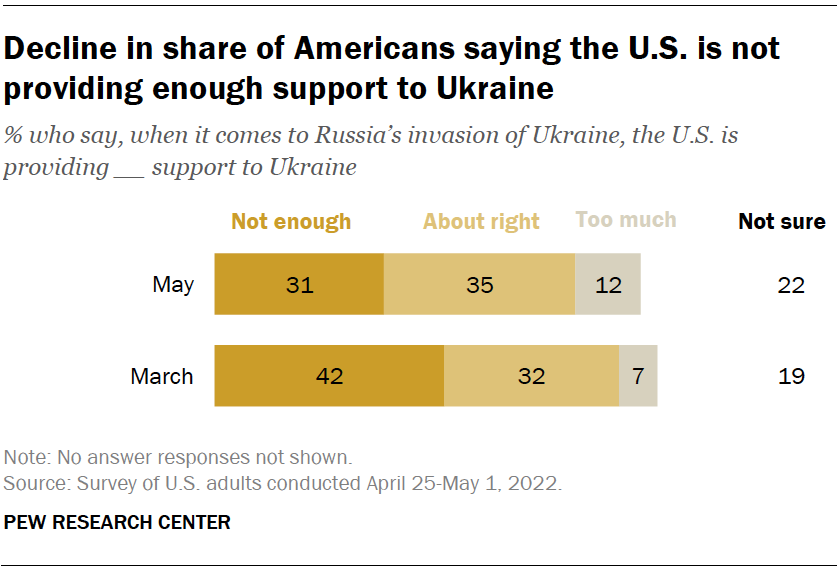 Decline in share of Americans saying the U.S. is not
providing enough support to Ukraine
% who say, when it comes to Russia's invasion of Ukraine, the U.S. is
providing __ support to Ukraine
Not enough About right Too much Not sure
May 31 35 12 22
March 42 32 7 19
Note: No answer responses not shown.
Source: Survey of U.S. adults conducted April 25-May 1, 2022.
PEW RESEARCH CENTER